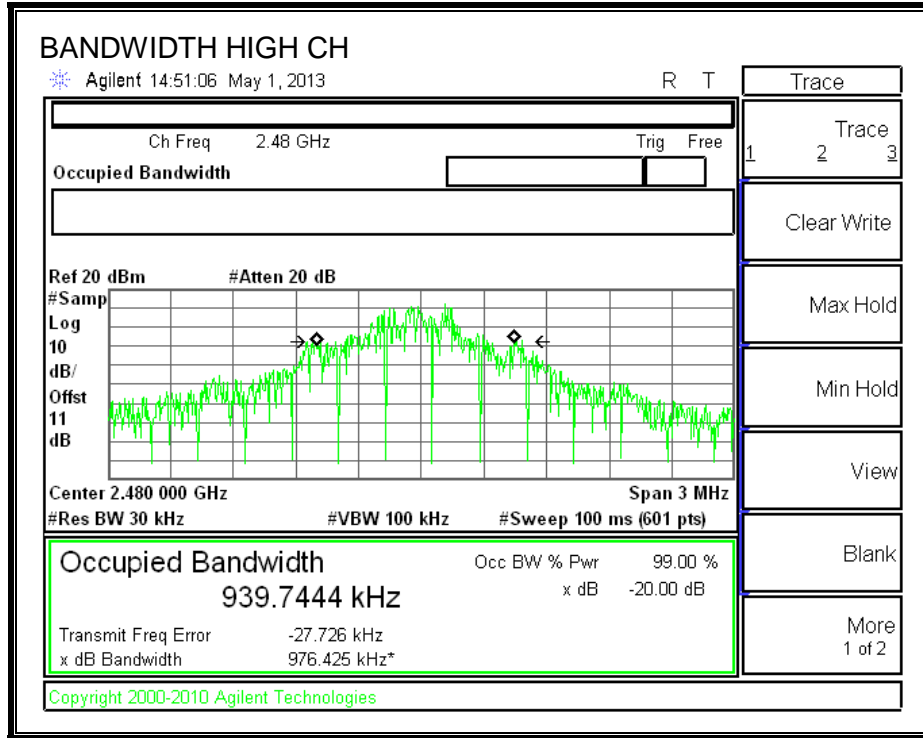 BANDWIDTH HIGH CH
Agilent 14:51:06 May 1, 2013 R T
Trace
Ch Freq 2.48 GHz Trig Free
Occupied Bandwidth
Trace
1 2 3
Clear Write
Ref 20 dBm #Atten 20 dB
#Samp
Log
10
dB/
Offst
11
dB
Max Hold
Min Hold
View
Center 2.480 000 GHz Span 3 MHz
#Res BW 30 kHz #VBW 100 kHz #Sweep 100 ms (601 pts)
Occupied Bandwidth Occ BW % Pwr 99.00 %
939.7444 kHz x dB -20.00 dB
Transmit Freq Error -27.726 kHz
x dB Bandwidth 976.425 kHz*
Blank
More
1 of 2
Copyright 2000-2010 Agilent Technologies